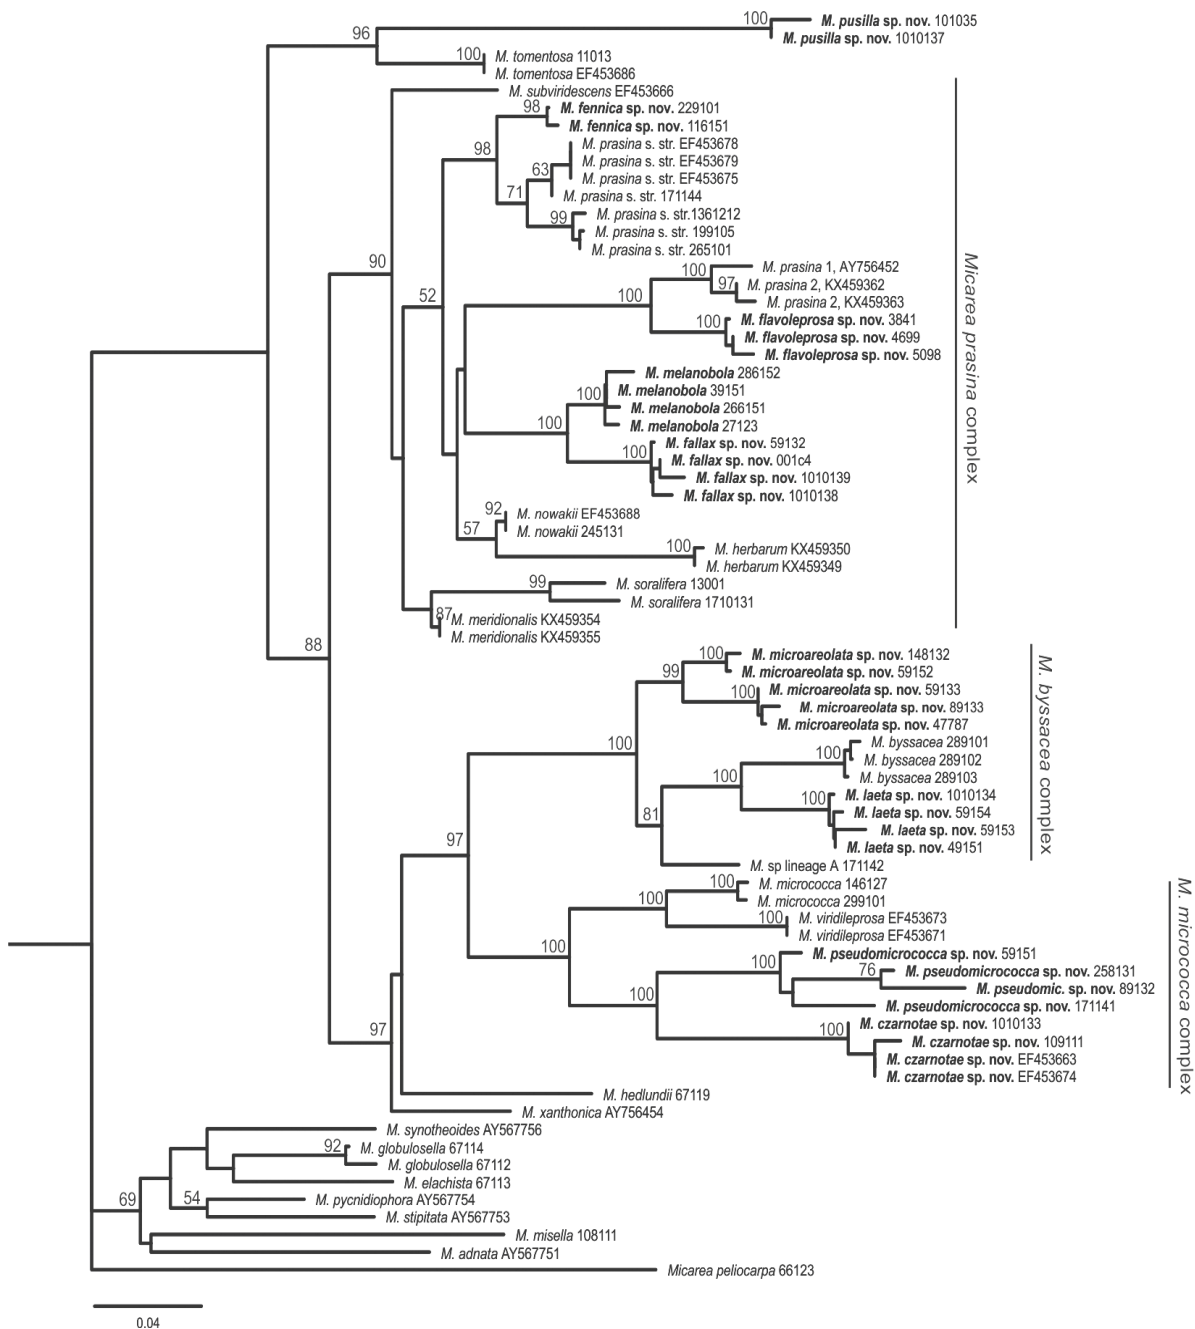 100 M. pusilla sp. nov. 101035
96
M. pusilla sp. nov. 1010137
100 M. tomentosa 11013
M. tomentosa EF453686
M. subviridescens EF453666
98 M. fennica sp. nov. 229101
M. fennica sp. nov. 116151
98 M. prasina s. str. EF453678
M. prasina s. str. EF453679
63
M. prasina s. str. EF453675
71 M. prasina s. str. 171144
M. prasina s. str.1361212
99
M. prasina s. str. 199105
M. prasina s. str. 265101
90
100 M. prasina 1, AY756452
97 M. prasina 2, KX459362
52
100
M. prasina 2, KX459363
100 M. flavoleprosa sp. nov. 3841
M. flavoleprosa sp. nov. 4699
M. flavoleprosa sp. nov. 5098
M. melanobola 286152
100 M. melanobola 39151
M. melanobola 266151
100 M. melanobola 27123
M. fallax sp. nov. 59132
100 M. fallax sp. nov. 001c4
M. fallax sp. nov. 1010139
M. fallax sp. nov. 1010138
92 M. nowakii EF453688
57 M. nowakii 245131
100 M. herbarum KX459350
M. herbarum KX459349
99 M. soralifera 13001
M. soralifera 1710131
87 M. meridionalis KX459354
M. meridionalis KX459355
Micarea prasina complex
88
100 M. microareolata sp. nov. 148132
99 M. microareolata sp. nov. 59152
100 M. microareolata sp. nov. 59133
M. microareolata sp. nov. 89133
M. microareolata sp. nov. 47787
100 M. byssacea 289101
100
M. byssacea 289102
100 M. byssacea 289103
100 M. laeta sp. nov. 1010134
81 M. laeta sp. nov. 59154
M. laeta sp. nov. 59153
97 M. laeta sp. nov. 49151
M. sp lineage A 171142
M. byssacea complex
100 M. micrococca 146127
100 M. micrococca 299101
100 M. viridileprosa EF453673
M. viridileprosa EF453671
100
100 M. pseudomicrococca sp. nov. 59151
76 M. pseudomicrococca sp. nov. 258131
M. pseudomic. sp. nov. 89132
100 M. pseudomicrococca sp. nov. 171141
97
100 M. czarnotae sp. nov. 1010133
M. czarnotae sp. nov. 109111
M. czarnotae sp. nov. EF453663
M. czarnotae sp. nov. EF453674
M. micrococca complex
M. hedlundii 67119
M. xanthonica AY756454
M. synotheoides AY567756
92 M. globulosella 67114
M. globulosella 67112
M. elachista 67113
69 54 M. pycnidiophora AY567754
M. stipitata AY567753
M. misella 108111
M. adnata AY567751
Micarea peliocarpa 66123
0.04